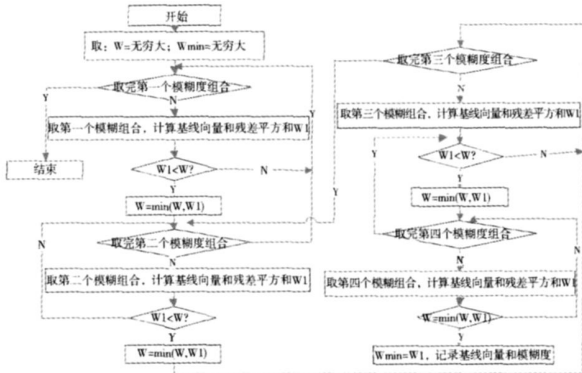 开始
取：W=无穷大；Wmin=无穷大
取完第一个模糊度组合
Y
N
取第一个模糊组合，计算基线向量和残差平方和W1
结束
W1<W?
N
Y
W=min(W,W1)
Y
N
取完第二个模糊度组合
N
取第二个模糊组合，计算基线向量和残差平方和W1
W1<W?
Y
W=min(W,W1)
取完第三个模糊度组合
Y
N
取第三个模糊组合，计算基线向量和残差平方和W1
Y
W1<W?
N
Y
W=min(W,W1)
取完第四个模糊度组合
N
N
取第四个模糊组合，计算基线向量和残差平方和W1
W=min(W,W1)
Y
Wmin=W1，记录基线向量和模糊度